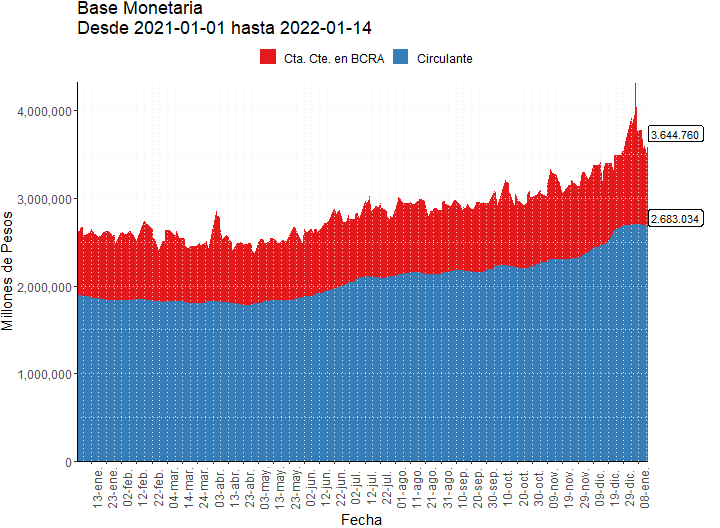 Base Monetaria
Desde 2021-01-01 hasta 2022-01-14
Cta. Cte. en BCRA
Circulante
Millones de Pesos
4,000,000
3,000,000
2,000,000
1,000,000
0
3.644.760
2.683.034
13-ene.
23-ene.
02-feb.
12-feb.
22-feb.
04-mar.
14-mar.
24-mar.
03-abr.
13-abr.
23-abr.
03-may.
13-may.
23-may.
02-jun.
12-jun.
22-jun.
02-jul.
12-jul.
22-jul.
01-ago.
11-ago.
21-ago.
31-ago.
10-sep.
20-sep.
30-sep.
10-oct.
20-oct.
30-oct.
09-nov.
19-nov.
29-nov.
09-dic.
19-dic.
29-dic.
08-ene.
Fecha